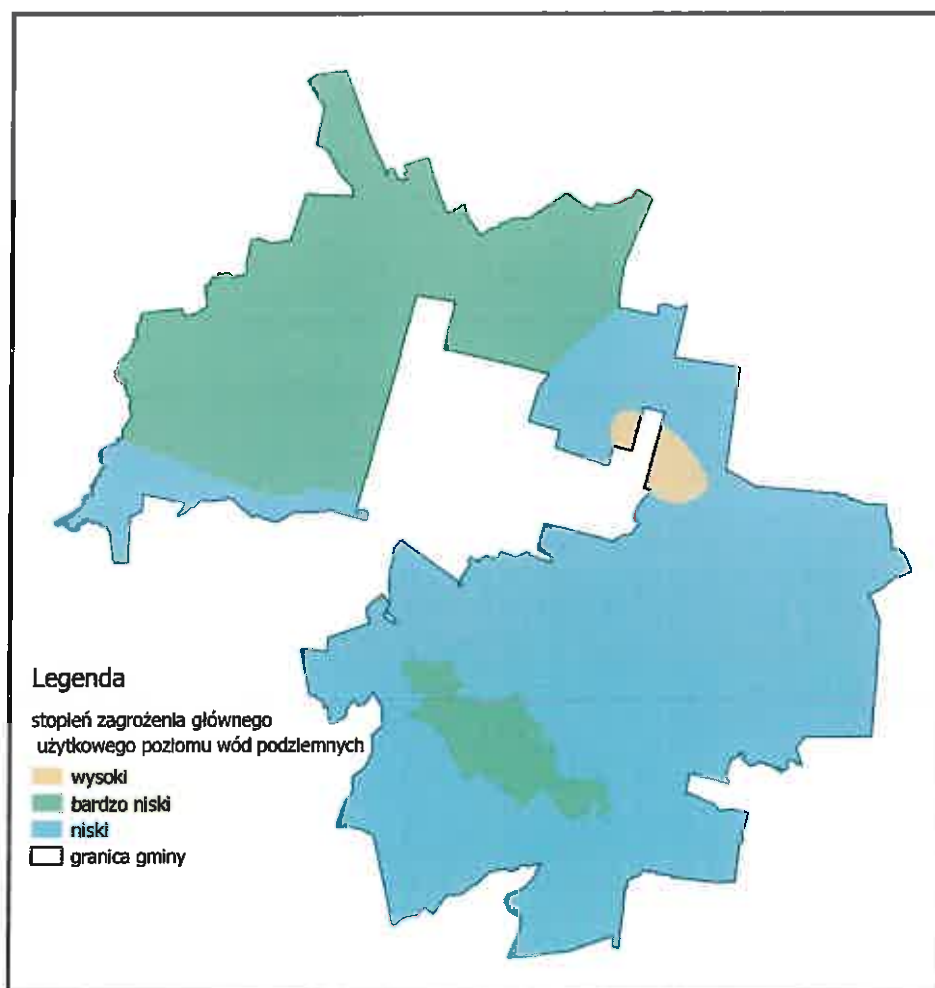 Legenda
stopień zagrożenia głównego
użytkowego poziomu wód podziemnych
wysoki
bardzo niski
niski
granica gminy